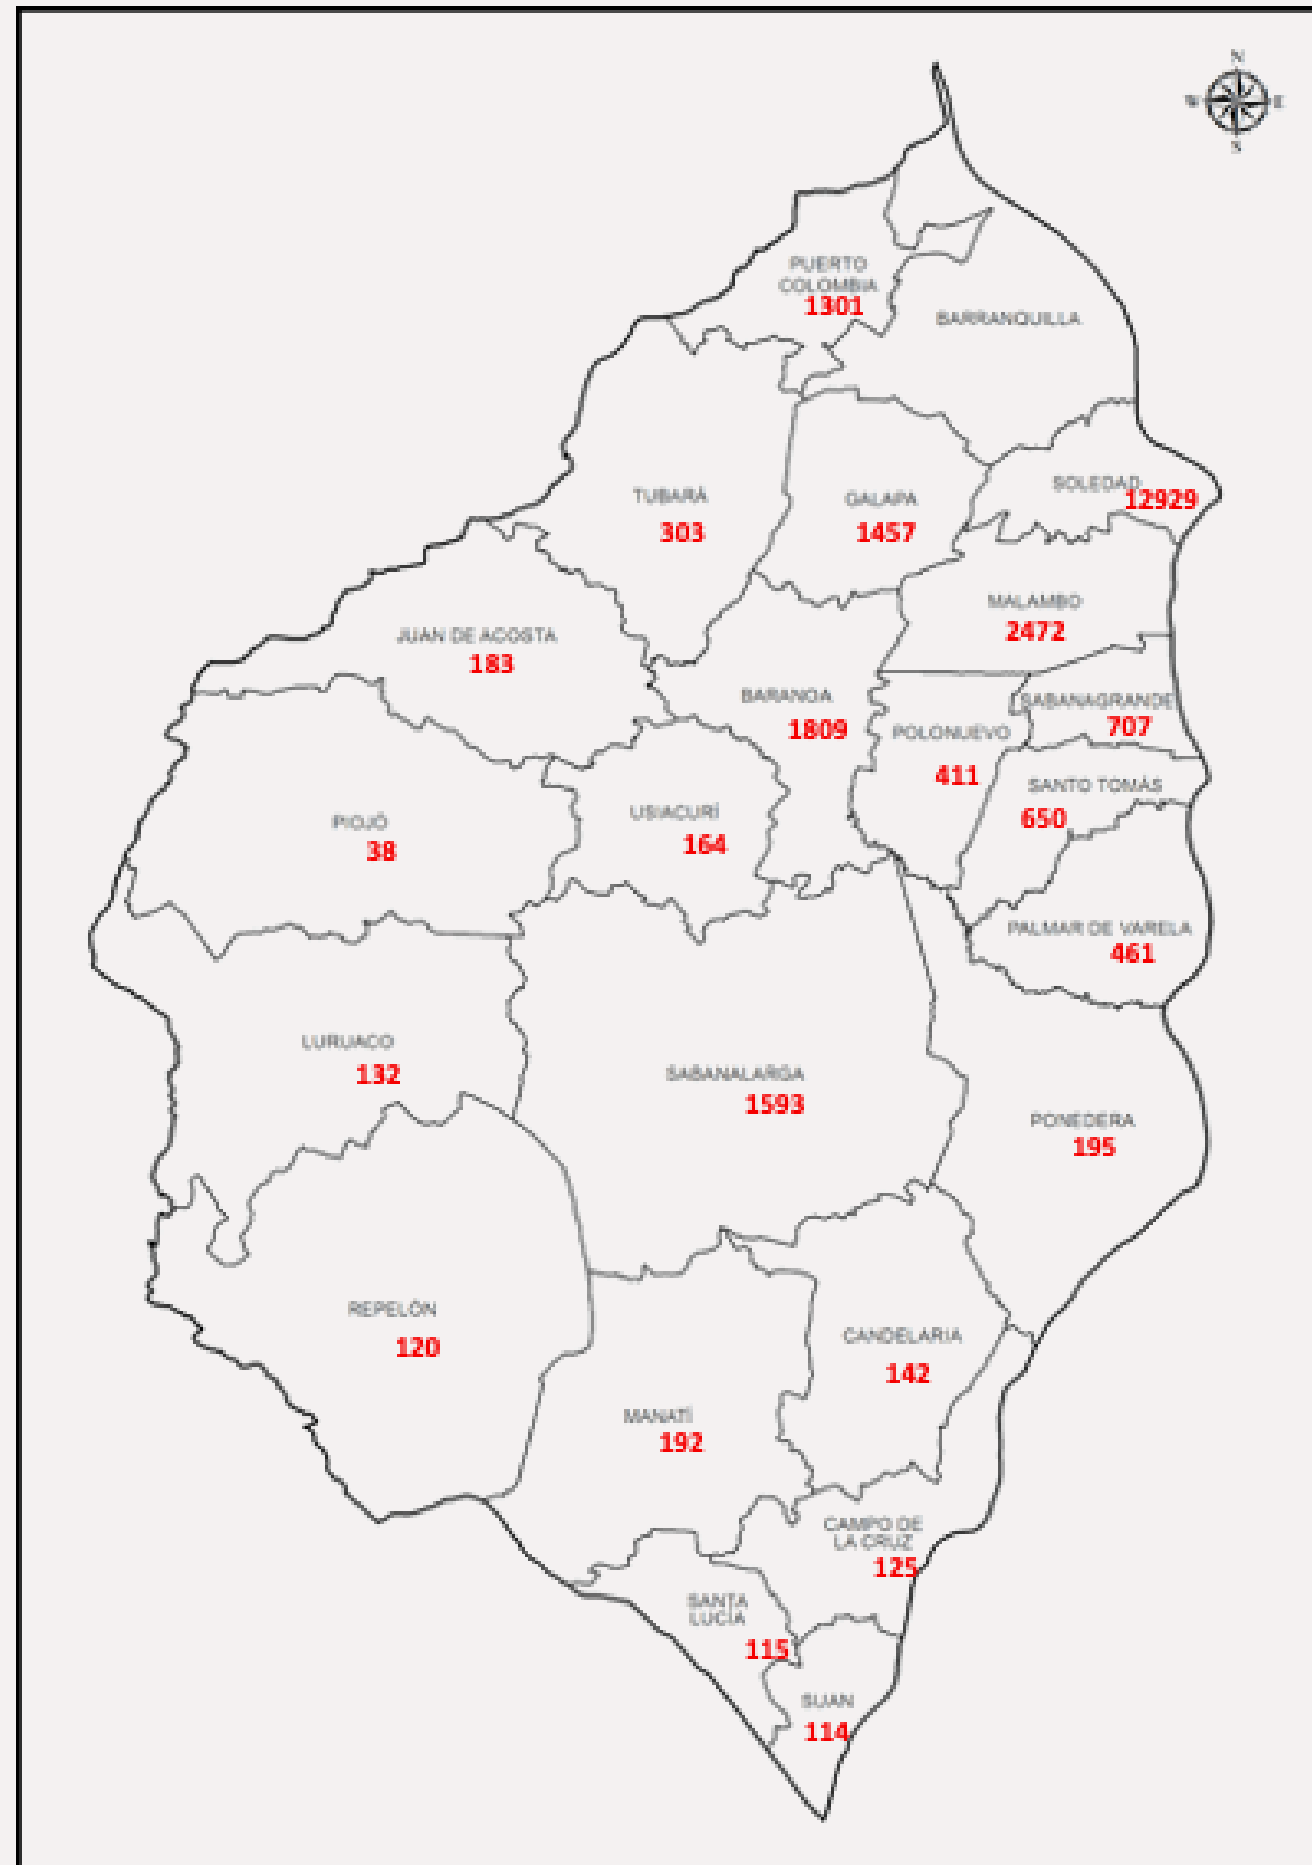 N
W E
S
PUERTO
COLOMBIA
1301
BARRANQUILLA
SOLEDAD
12929
TUBARÁ
303
GALAPA
1457
MALAMBO
2472
JUAN DE ACOSTA
183
BARANOA
1809
SABANAGRANDE
707
POLONUEVO
411
SANTO TOMÁS
650
PIOJÓ
38
USIACURÍ
164
PALMAR DE VARELA
461
LURUACO
132
SABANALARGA
1593
PONEDERA
195
REPELÓN
120
CANDELARIA
142
MANATÍ
192
CAMPO DE
LA CRUZ
125
SANTA
LUCÍA
115
SUAN
114